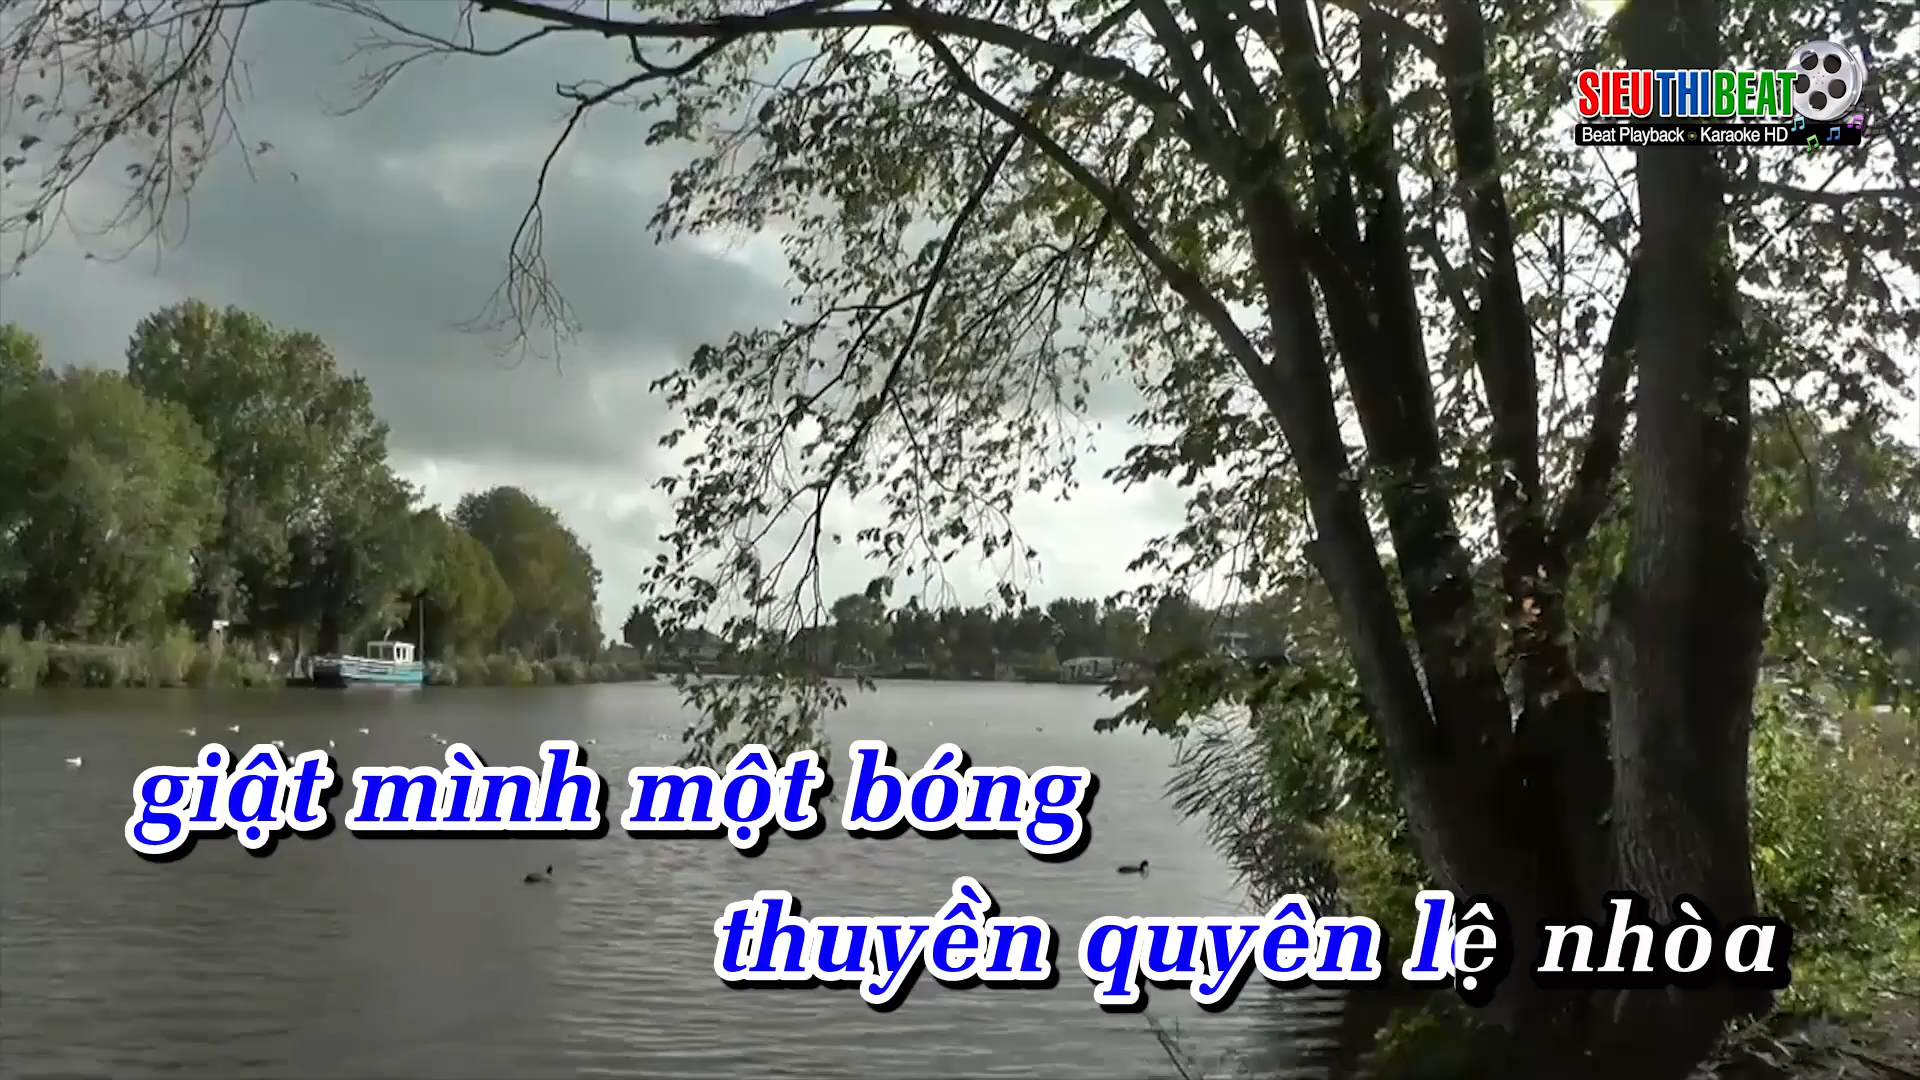 SIEUTHIBEAT
Beat Playback • Karaoke HD
giật mình một bóng
thuyền quyên lệ nhòa